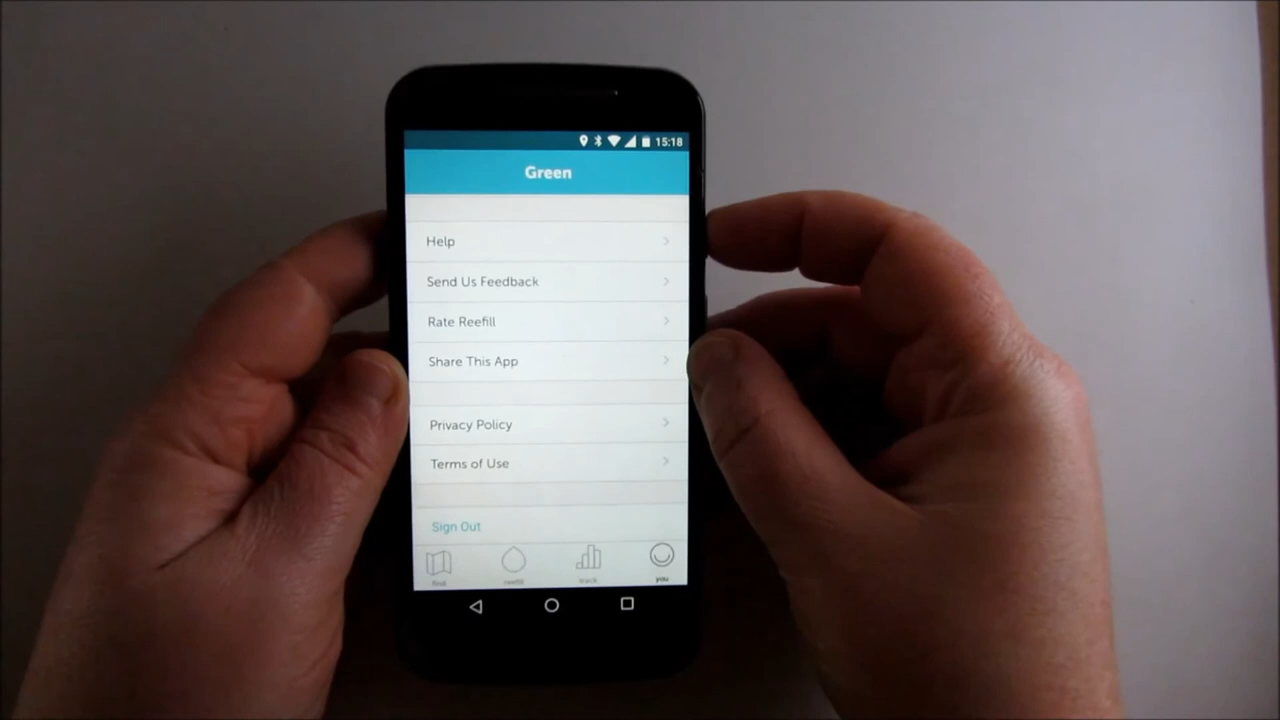 15:18
Green
Help
Send Us Feedback
Rate Reefill
Share This App
Privacy Policy
Terms of Use
Sign Out
find
reefill
track
you